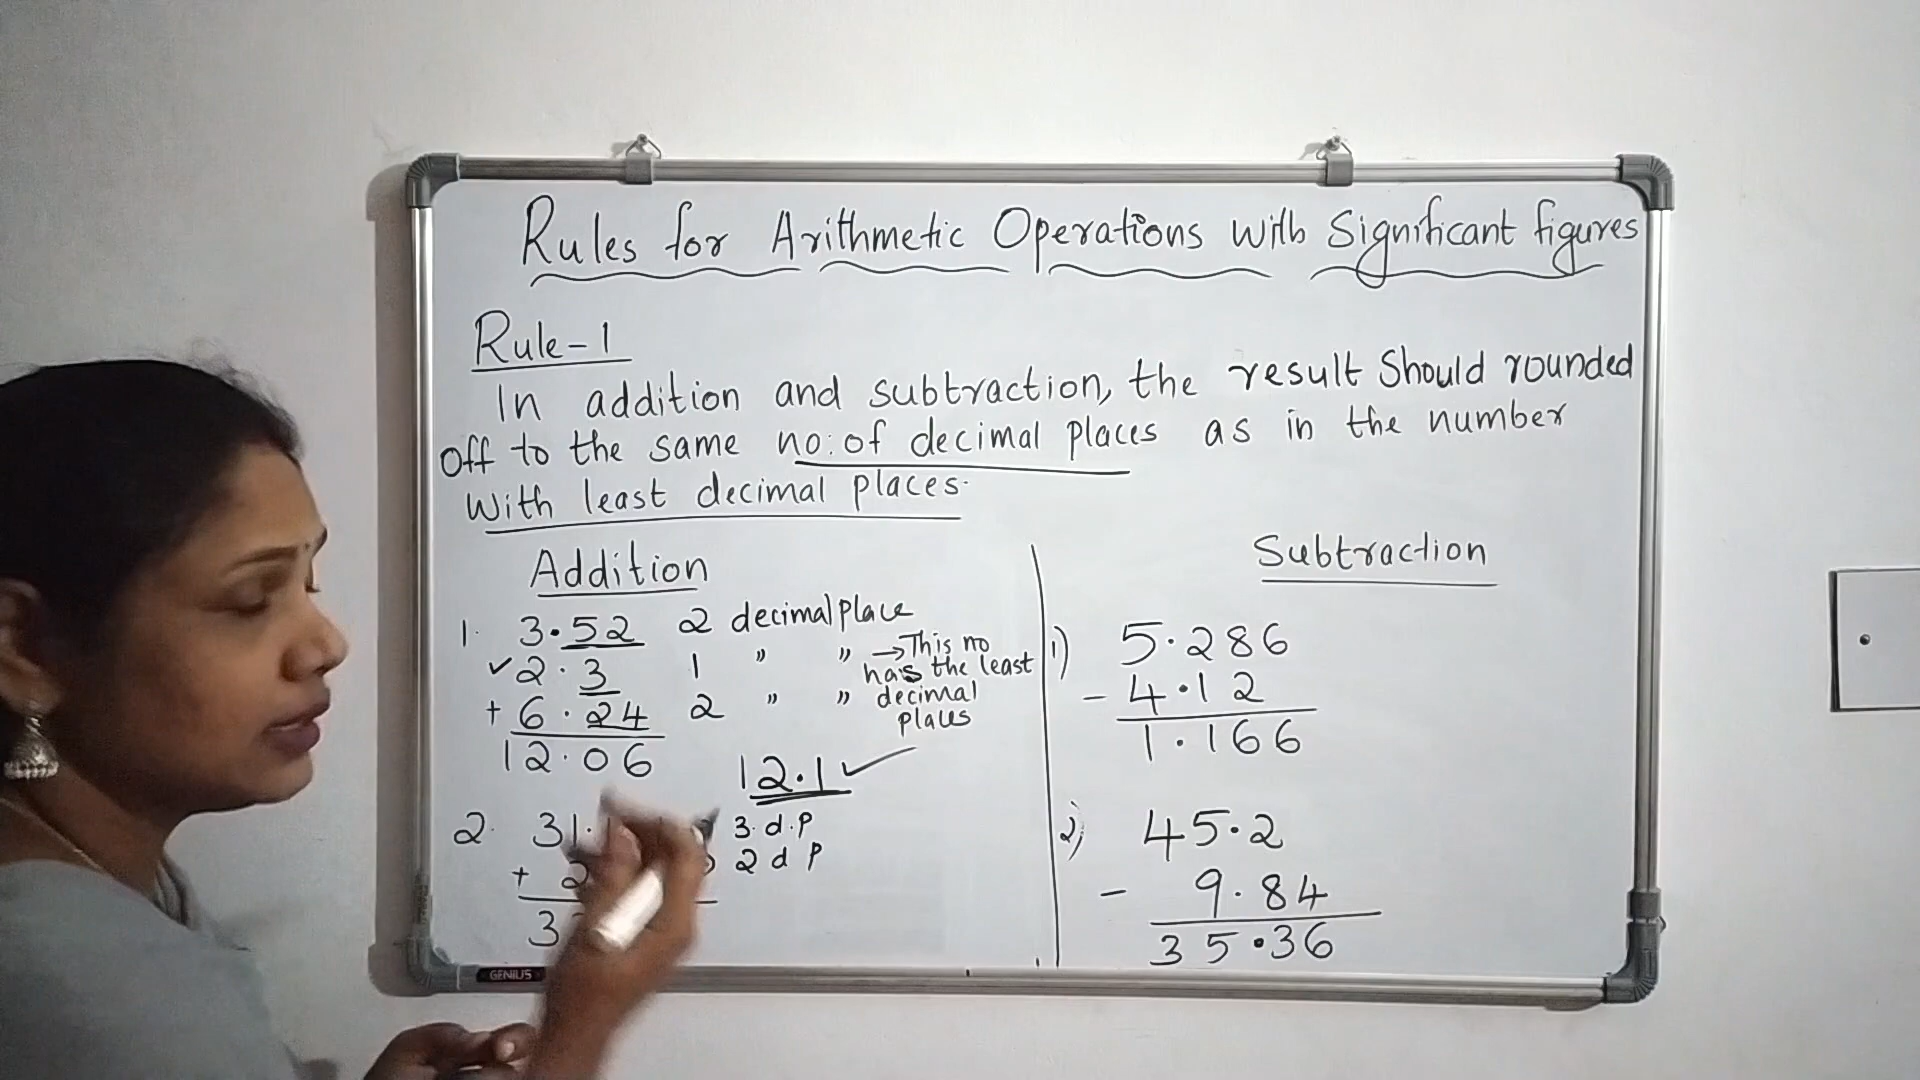 Rules for Arithmetic Operations with Significant figures
Rule-1
In addition and subtraction, the result Should rounded
Off to the same no: of decimal places as in the number
With least decimal places.
Addition
1. 3.52 2 decimal place
✓ 2.3 1 " " → This no
has the least
+ 6.24 2 " " decimal
places
12.06
12.1 ✓
2. 31. 3. d.p
+ 2 2 d p
3
GENIUS
Subtraction
1) 5.286
- 4.12
1.166
2) 45.2
- 9.84
35.36